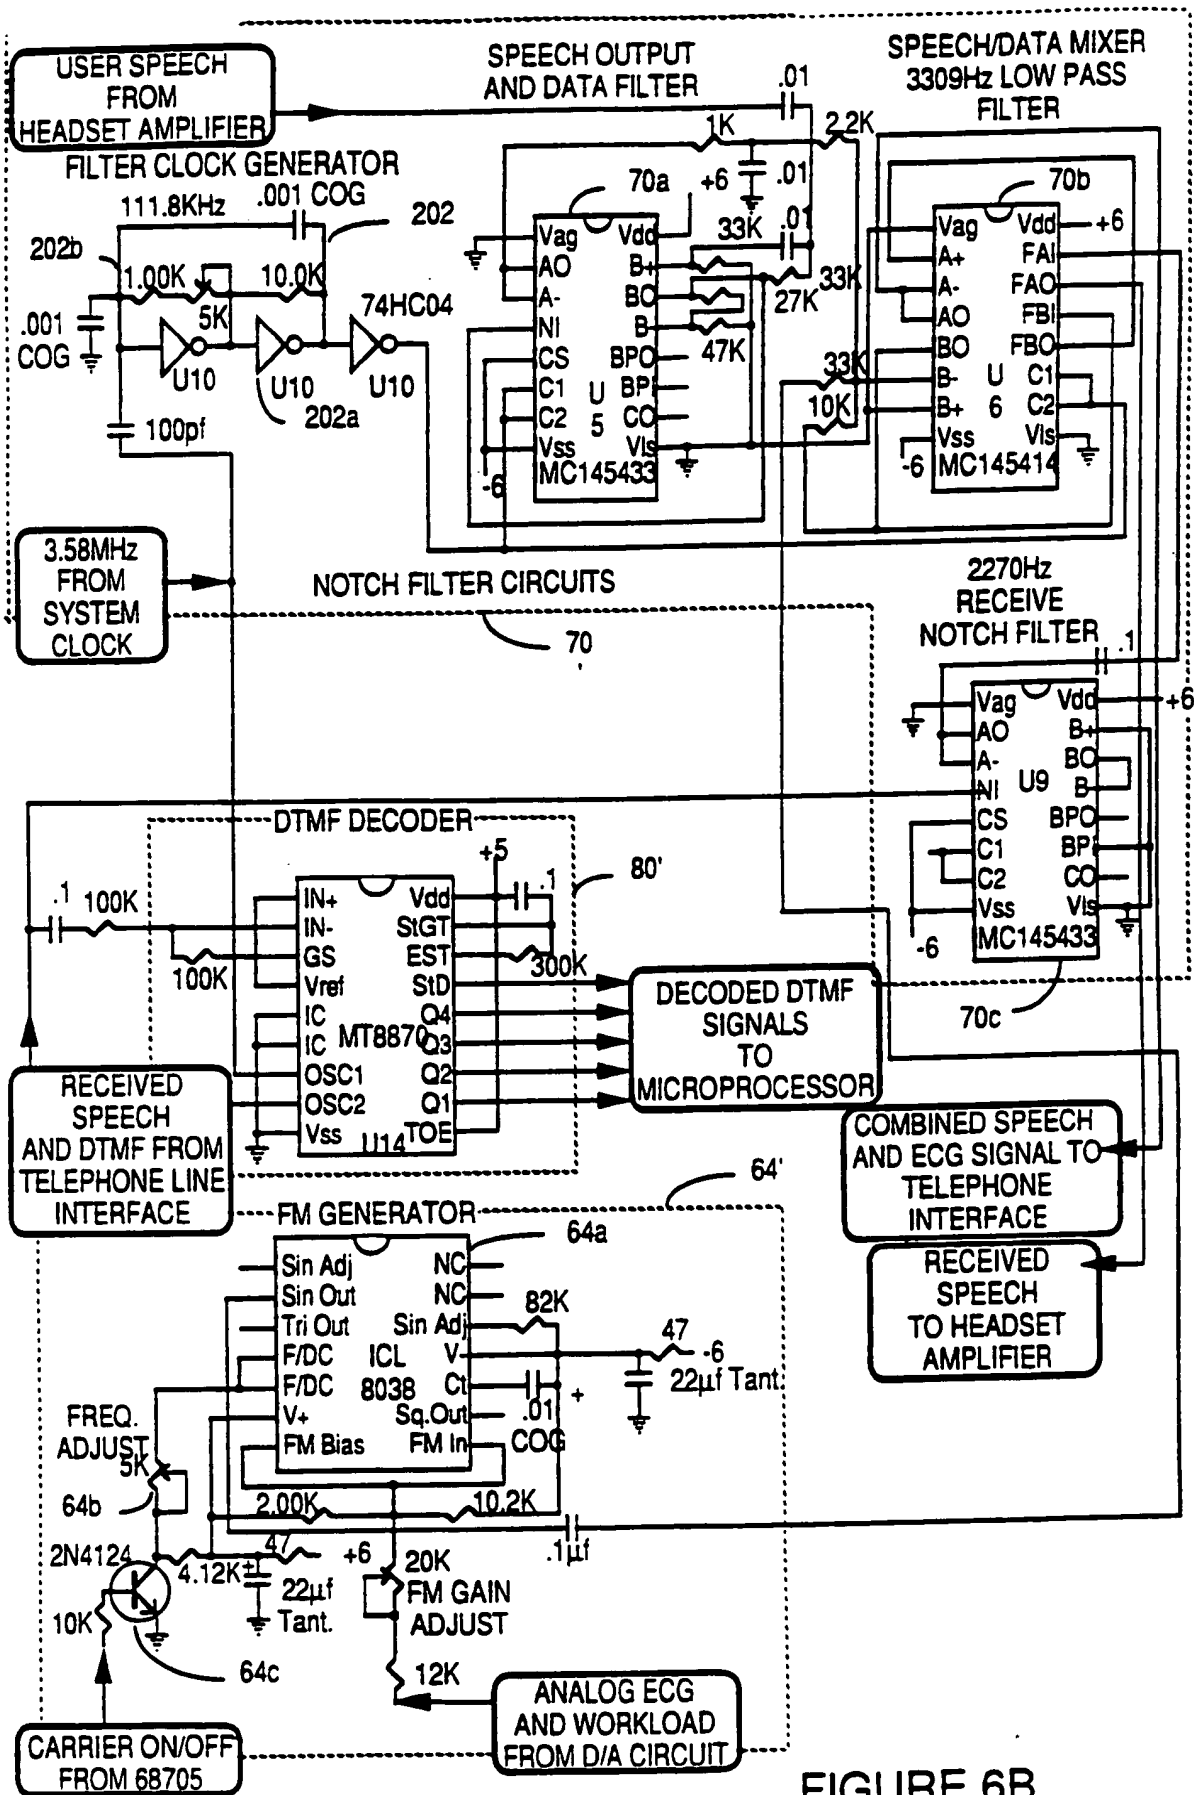 USER SPEECH
FROM
HEADSET AMPLIFIER
SPEECH OUTPUT
AND DATA FILTER
SPEECH/DATA MIXER
3309Hz LOW PASS
FILTER
.01
1K
2.2K
.01
FILTER CLOCK GENERATOR
111.8KHz
.001 COG
202
202b
1.00K
10.0K
5K
74HC04
.001
COG
U10
U10
U10
202a
100pf
70a
+6
33K
.01
33K
27K
47K
Vag
AO
A-
NI
CS
C1
C2
Vss
Vdd
B+
BO
B-
BPO
BPI
CO
Vls
U
5
MC145433
-6
70b
+6
33K
10K
Vag
A+
A-
AO
BO
B-
B+
Vss
Vdd
FAI
FAO
FBI
FBO
C1
C2
Vls
U
6
MC145414
-6
3.58MHz
FROM
SYSTEM
CLOCK
NOTCH FILTER CIRCUITS
70
2270Hz
RECEIVE
NOTCH FILTER
.1
+6
Vag
AO
A-
NI
CS
C1
C2
Vss
Vdd
B+
BO
B-
BPO
BPI
CO
Vls
U9
MC145433
-6
70c
DTMF DECODER
+5
80'
.1
.1
100K
100K
300K
IN+
IN-
GS
Vref
IC
IC
OSC1
OSC2
Vss
Vdd
StGT
EST
StD
Q4
Q3
Q2
Q1
TOE
MT8870
U14
DECODED DTMF
SIGNALS
TO
MICROPROCESSOR
RECEIVED
SPEECH
AND DTMF FROM
TELEPHONE LINE
INTERFACE
COMBINED SPEECH
AND ECG SIGNAL TO
TELEPHONE
INTERFACE
RECEIVED
SPEECH
TO HEADSET
AMPLIFIER
64'
FM GENERATOR
64a
Sin Adj
Sin Out
Tri Out
F/DC
F/DC
V+
FM Bias
NC
NC
Sin Adj
V-
Ct
Sq.Out
FM In
ICL
8038
82K
47
-6
22µf Tant.
+
.01
COG
FREQ.
ADJUST
5K
64b
2.00K
10.2K
.1µf
2N4124
4.12K
+
47
+6
22µf
Tant.
20K
FM GAIN
ADJUST
10K
64c
12K
ANALOG ECG
AND WORKLOAD
FROM D/A CIRCUIT
CARRIER ON/OFF
FROM 68705
FIGURE 6B